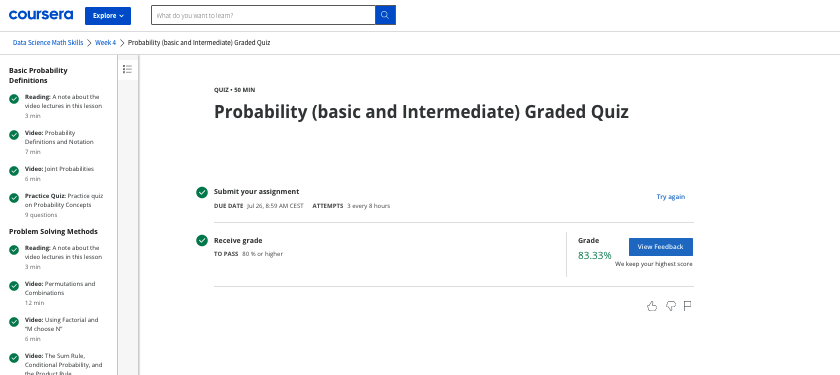 coursera
Explore
What do you want to learn?
Data Science Math Skills > Week 4 > Probability (basic and Intermediate) Graded Quiz
Basic Probability
Definitions
Reading: A note about the
video lectures in this lesson
3 min
Video: Probability
Definitions and Notation
7 min
Video: Joint Probabilities
6 min
Practice Quiz: Practice quiz
on Probability Concepts
9 questions
Problem Solving Methods
Reading: A note about the
video lectures in this lesson
3 min
Video: Permutations and
Combinations
12 min
Video: Using Factorial and
"M choose N"
6 min
Video: The Sum Rule,
Conditional Probability, and
the Product Rule
QUIZ • 50 MIN
Probability (basic and Intermediate) Graded Quiz
Submit your assignment
DUE DATE Jul 26, 8:59 AM CEST ATTEMPTS 3 every 8 hours
Try again
Receive grade
TO PASS 80 % or higher
Grade
83.33%
View Feedback
We keep your highest score